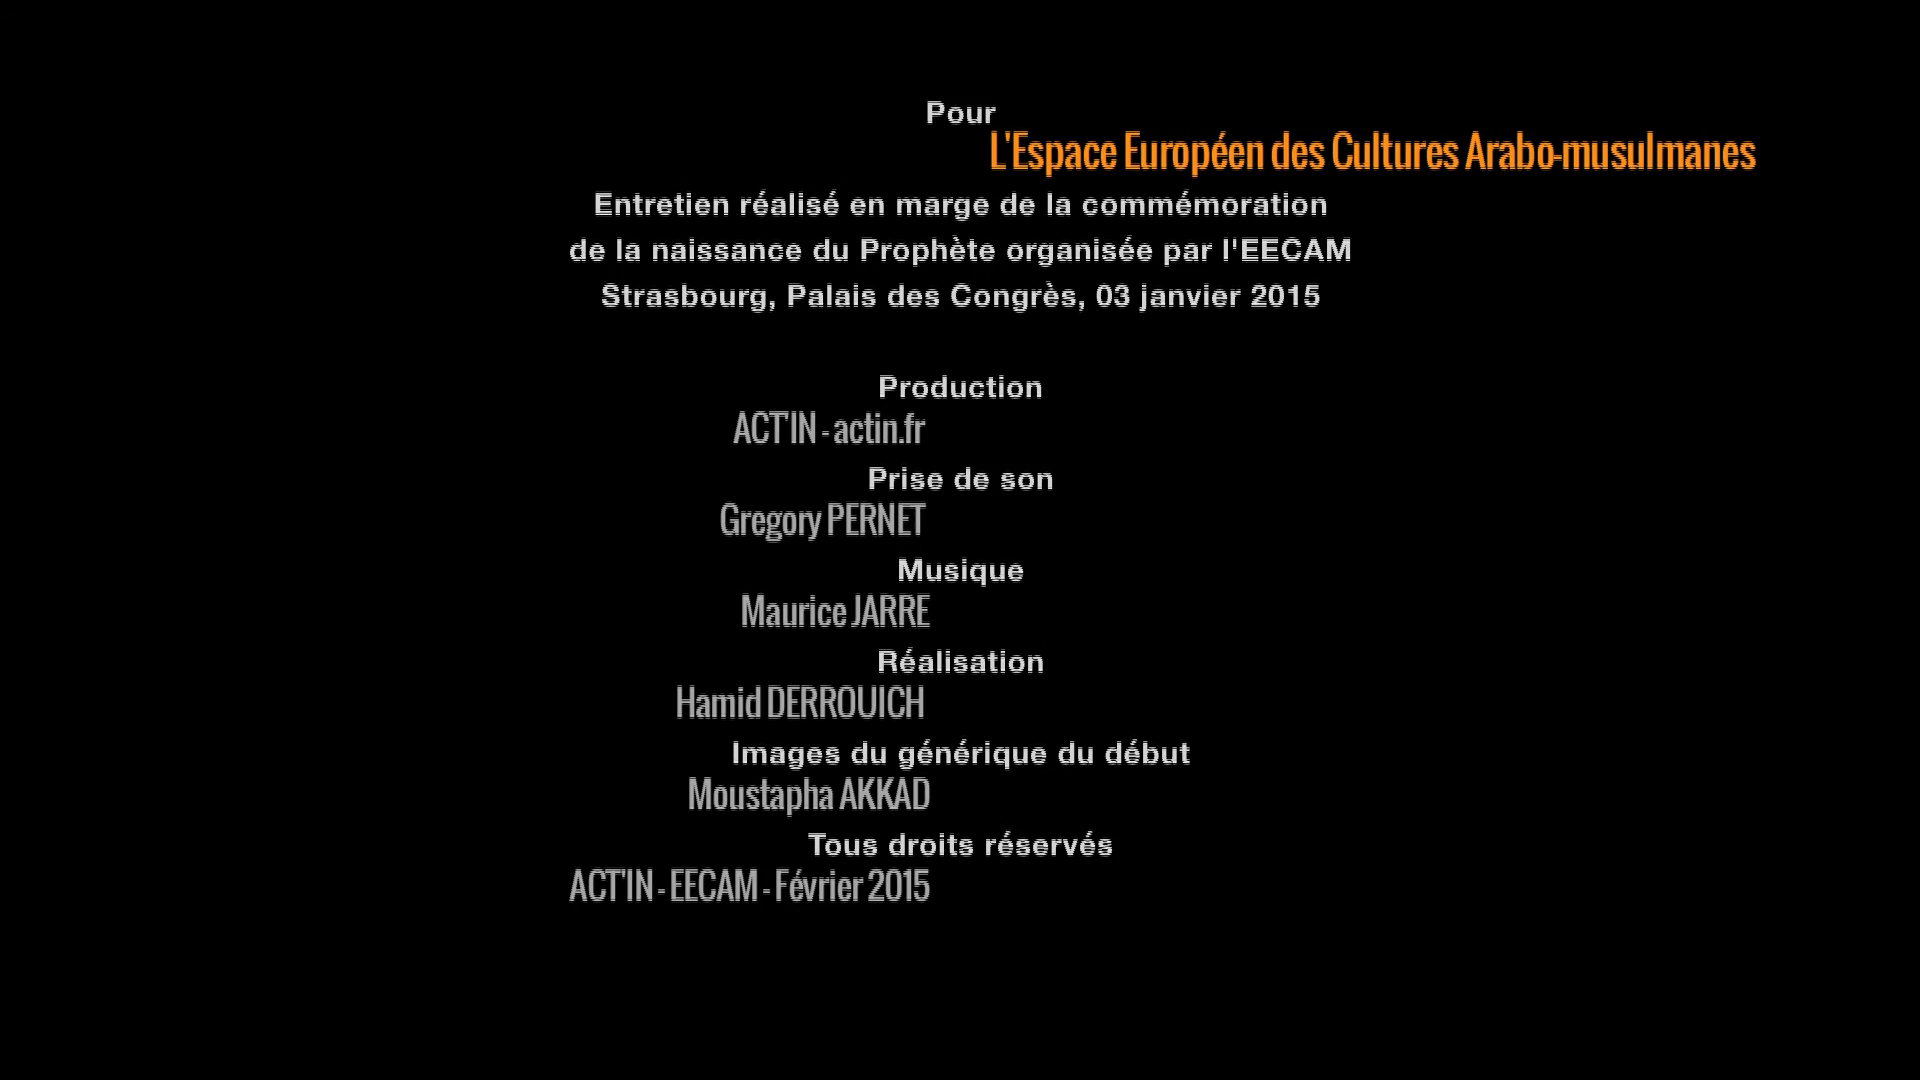 Pour
L'Espace Européen des Cultures Arabo-musulmanes
Entretien réalisé en marge de la commémoration
de la naissance du Prophète organisée par l'EECAM
Strasbourg, Palais des Congrès, 03 janvier 2015
Production
ACT'IN - actin.fr
Prise de son
Gregory PERNET
Musique
Maurice JARRE
Réalisation
Hamid DERROUICH
Images du générique du début
Moustapha AKKAD
Tous droits réservés
ACT'IN - EECAM - Février 2015